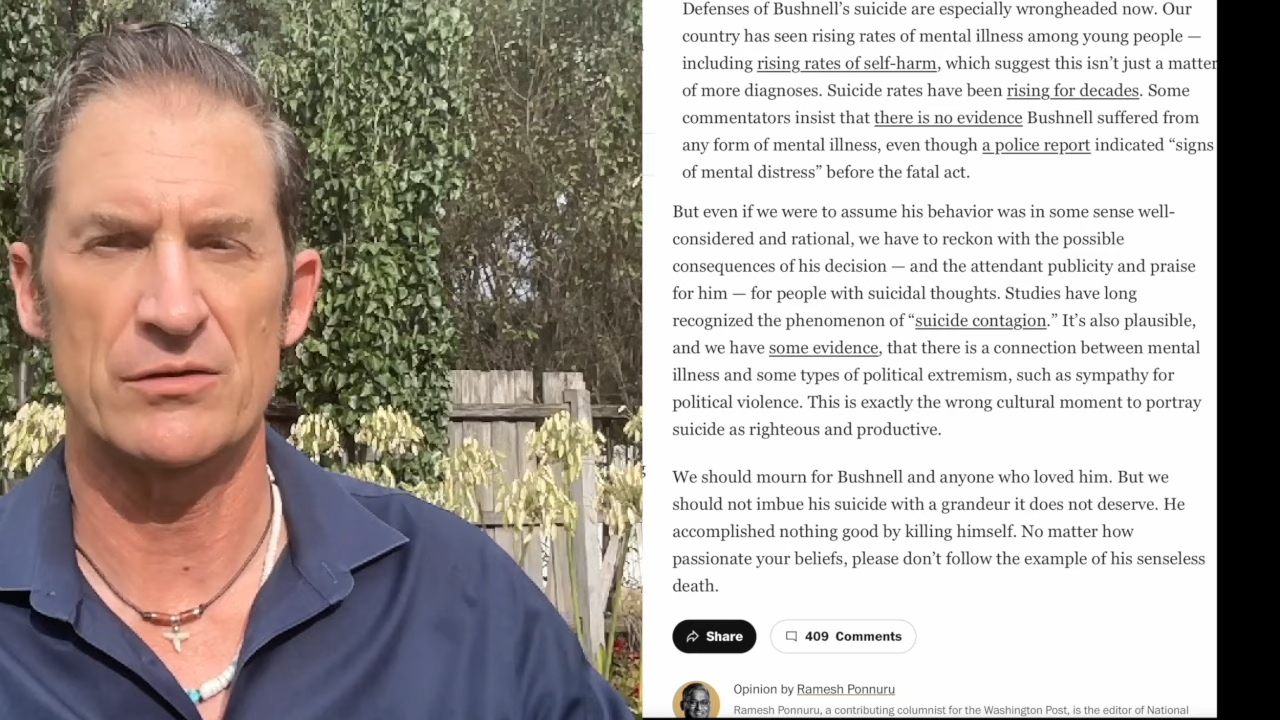 Defenses of Bushnell’s suicide are especially wrongheaded now. Our
country has seen rising rates of mental illness among young people —
including rising rates of self-harm, which suggest this isn’t just a matter
of more diagnoses. Suicide rates have been rising for decades. Some
commentators insist that there is no evidence Bushnell suffered from
any form of mental illness, even though a police report indicated “signs
of mental distress” before the fatal act.
But even if we were to assume his behavior was in some sense well-
considered and rational, we have to reckon with the possible
consequences of his decision — and the attendant publicity and praise
for him — for people with suicidal thoughts. Studies have long
recognized the phenomenon of “suicide contagion.” It’s also plausible,
and we have some evidence, that there is a connection between mental
illness and some types of political extremism, such as sympathy for
political violence. This is exactly the wrong cultural moment to portray
suicide as righteous and productive.
We should mourn for Bushnell and anyone who loved him. But we
should not imbue his suicide with a grandeur it does not deserve. He
accomplished nothing good by killing himself. No matter how
passionate your beliefs, please don’t follow the example of his senseless
death.
Share
409 Comments
Opinion by Ramesh Ponnuru
Ramesh Ponnuru, a contributing columnist for the Washington Post, is the editor of National